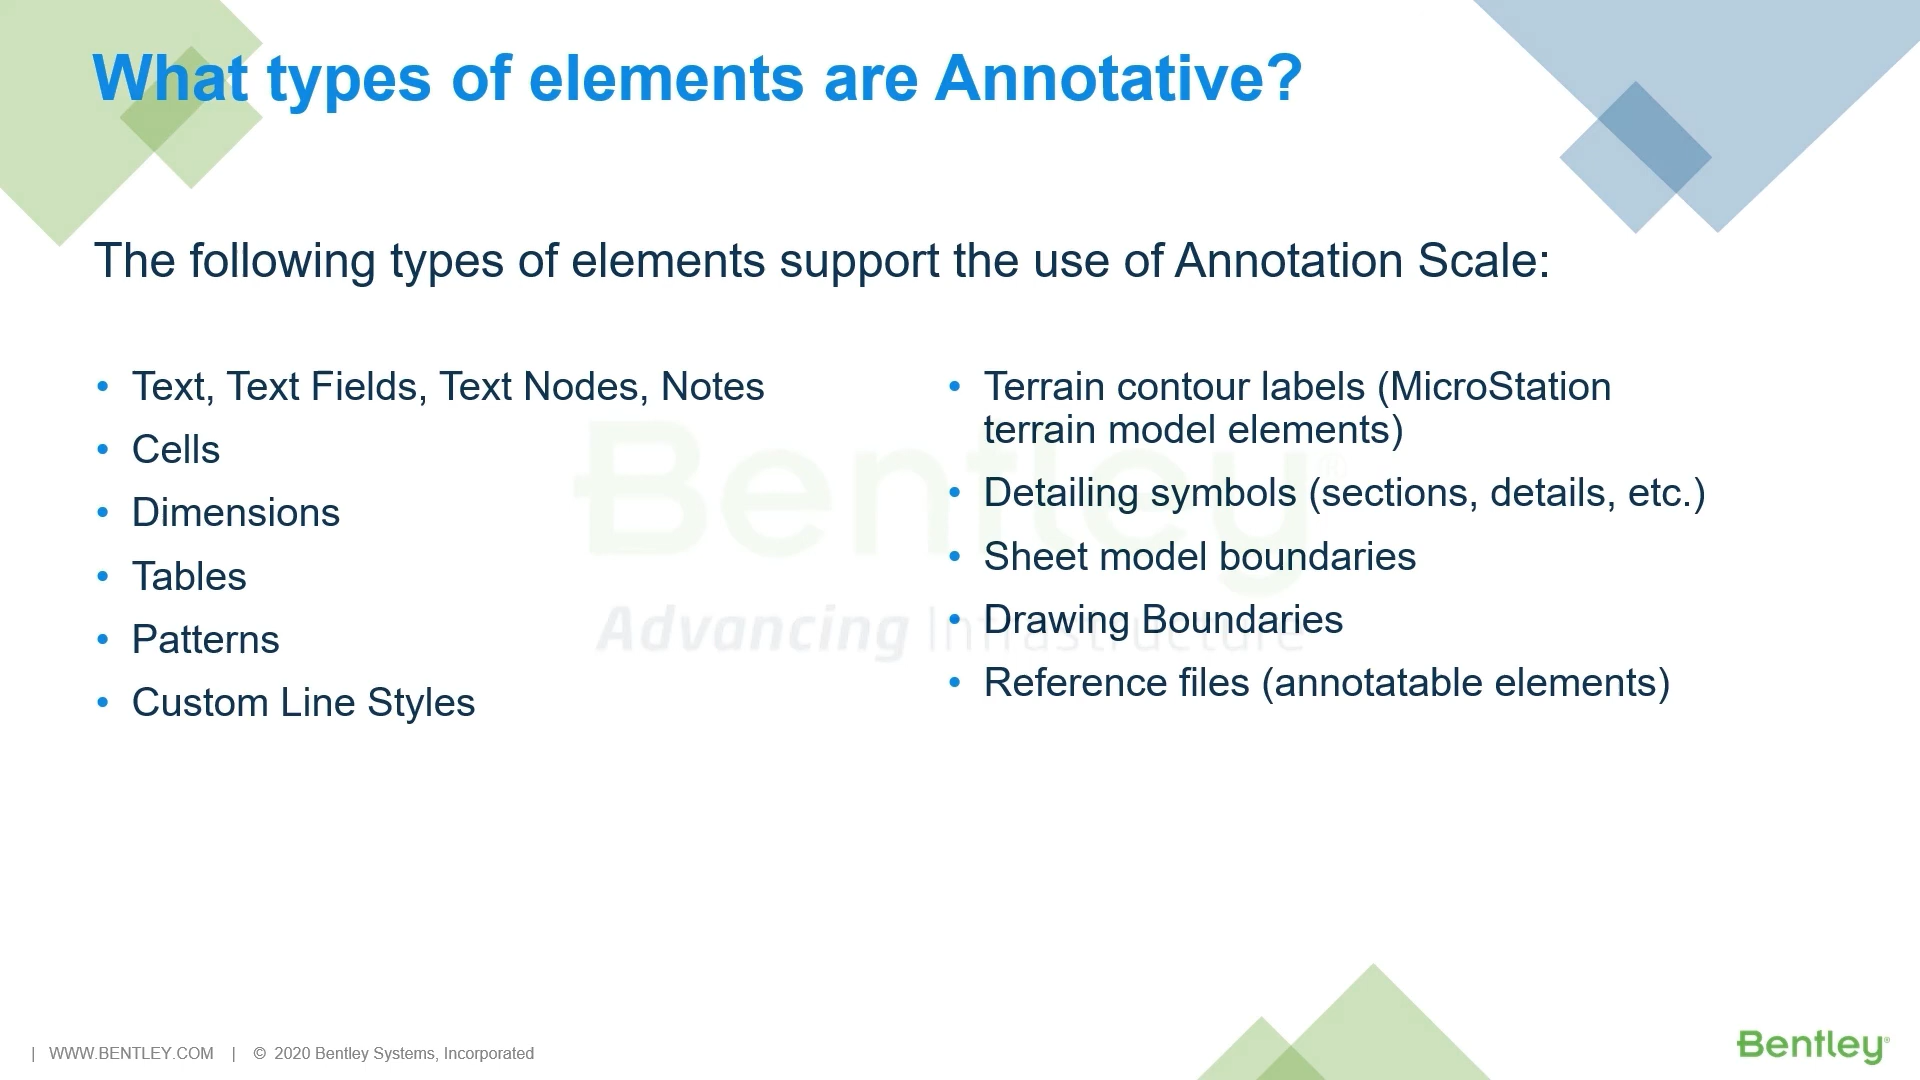 What types of elements are Annotative?
The following types of elements support the use of Annotation Scale:
• Text, Text Fields, Text Nodes, Notes
• Cells
• Dimensions
• Tables
• Patterns
• Custom Line Styles
• Terrain contour labels (MicroStation
terrain model elements)
• Detailing symbols (sections, details, etc.)
• Sheet model boundaries
• Drawing Boundaries
• Reference files (annotatable elements)
Bentley®
Advancing Infrastructure
| WWW.BENTLEY.COM | © 2020 Bentley Systems, Incorporated
Bentley®